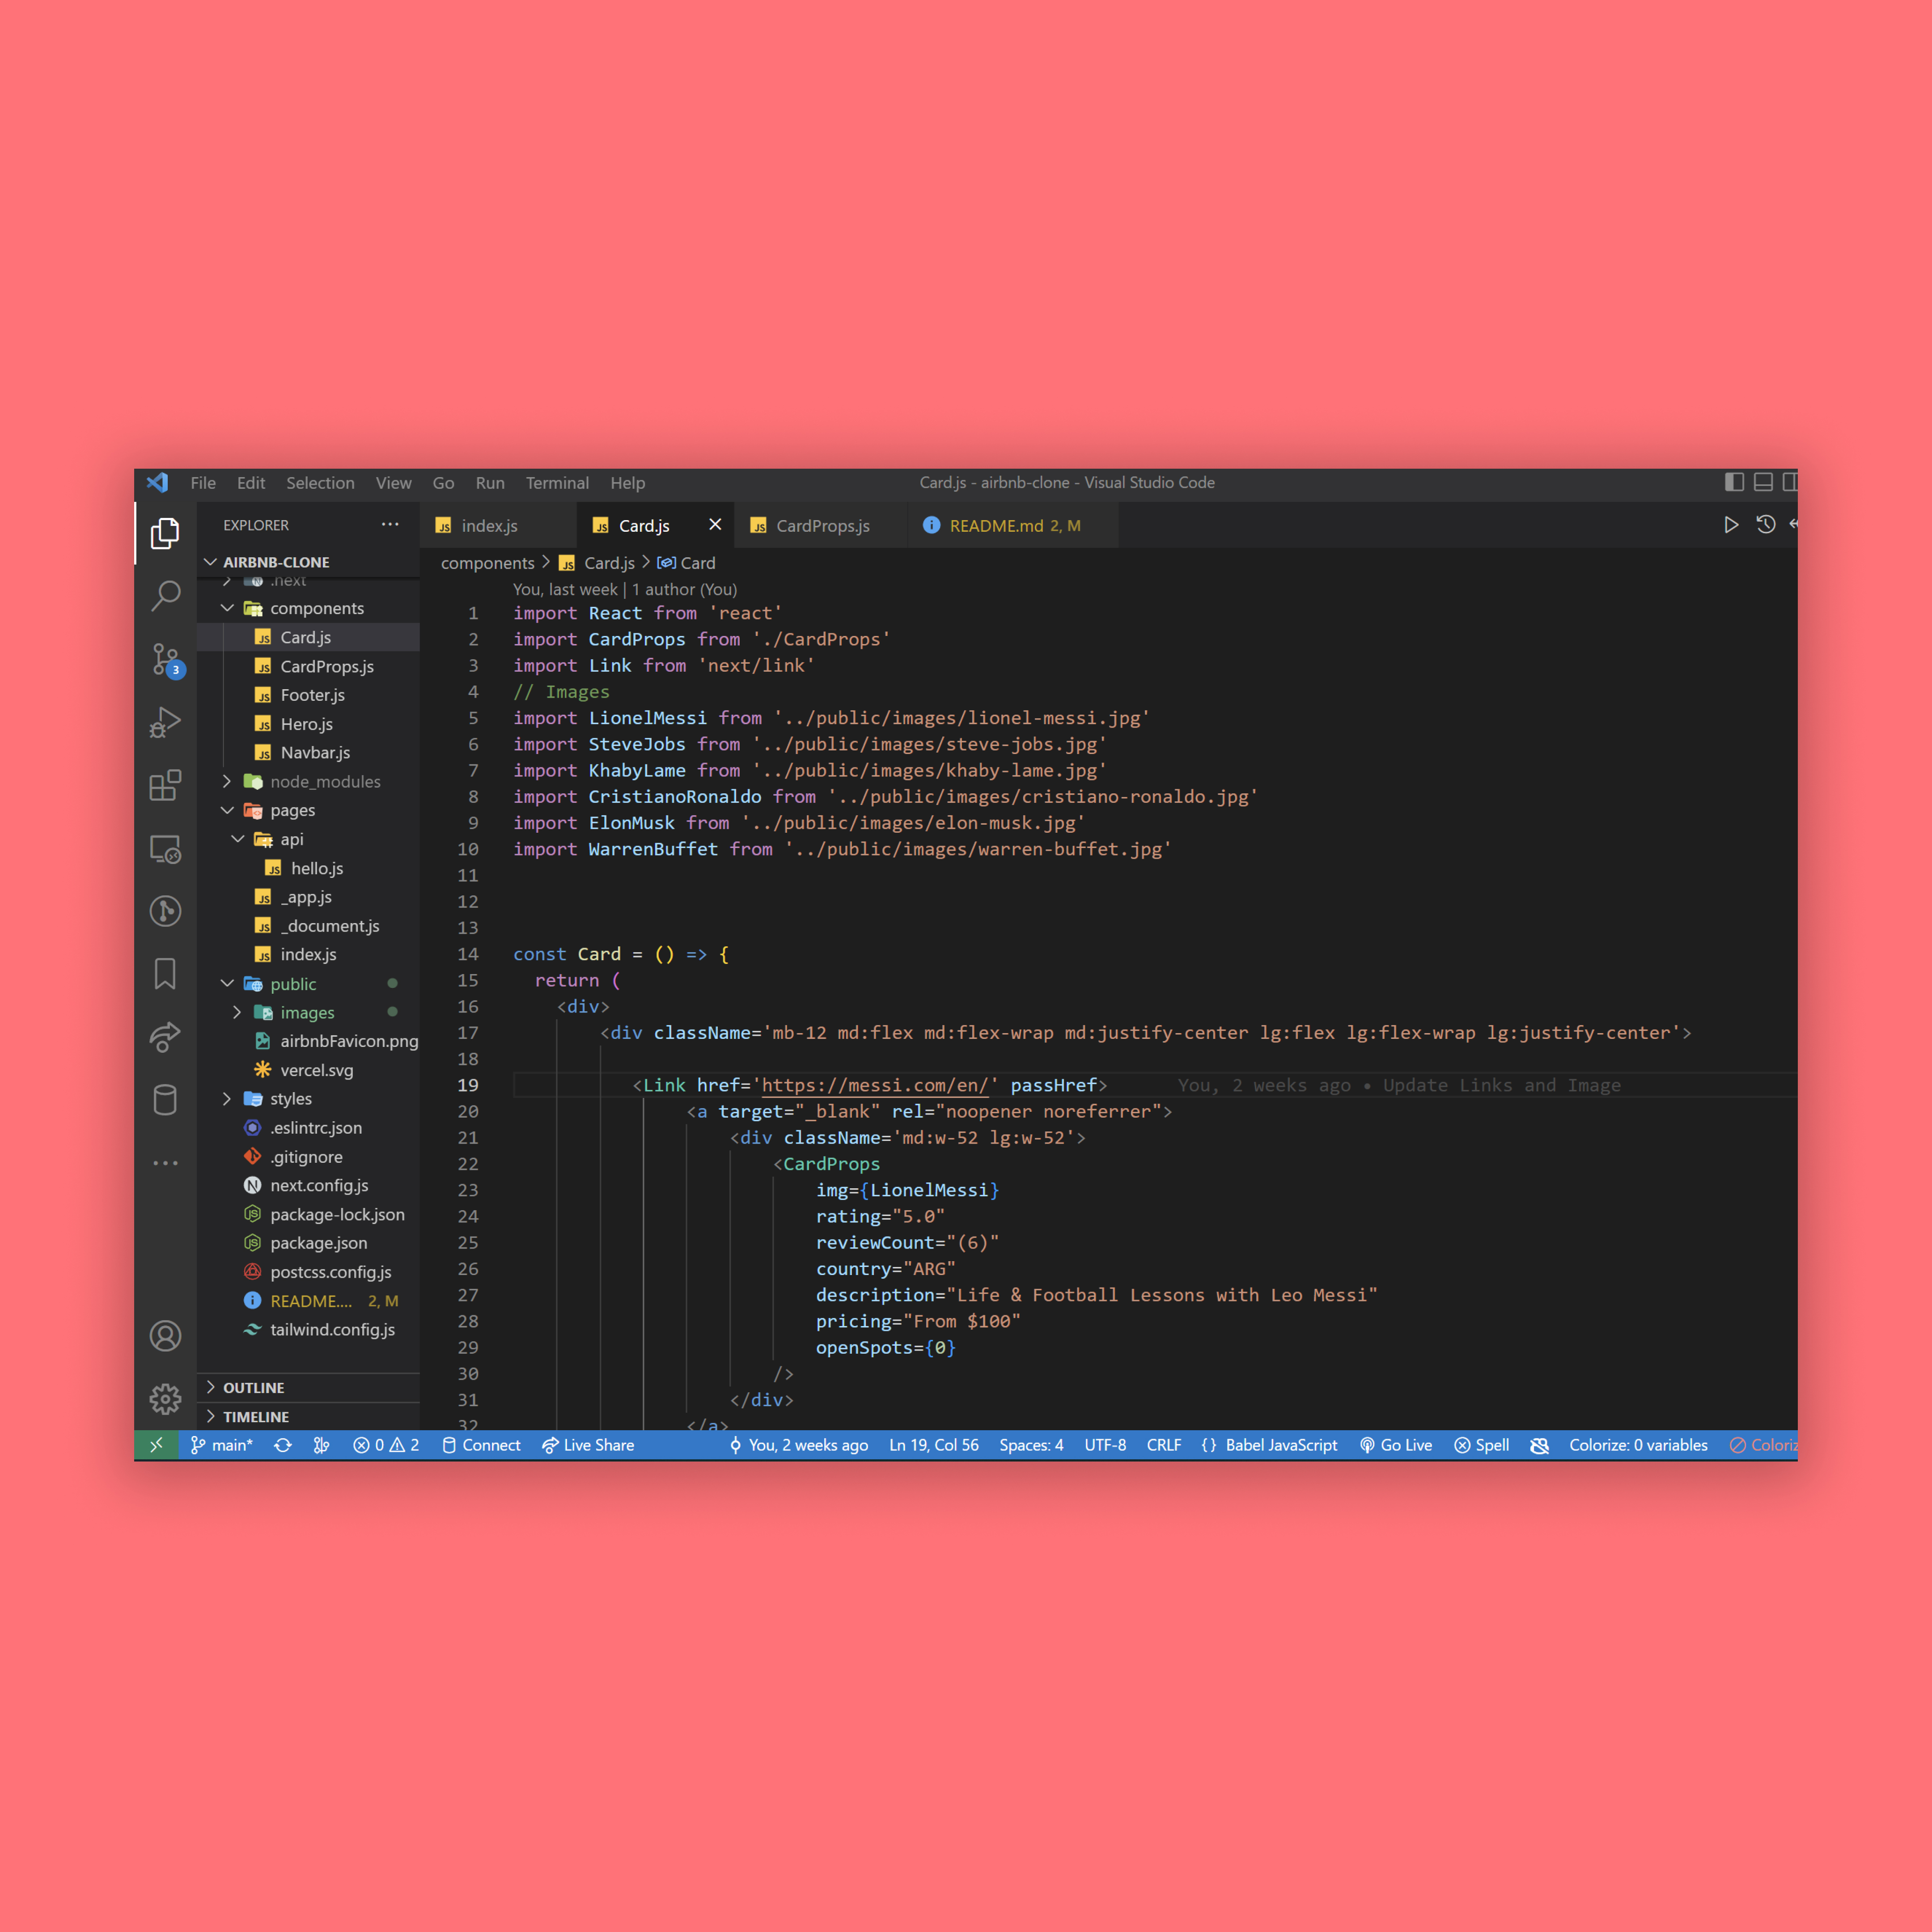 File Edit Selection View Go Run Terminal Help
Card.js - airbnb-clone - Visual Studio Code
EXPLORER
index.js
Card.js
CardProps.js
README.md 2, M
AIRBNB-CLONE
.next
components
Card.js
CardProps.js
Footer.js
Hero.js
Navbar.js
node_modules
pages
api
hello.js
_app.js
_document.js
index.js
public
images
airbnbFavicon.png
vercel.svg
styles
.eslintrc.json
.gitignore
next.config.js
package-lock.json
package.json
postcss.config.js
README.... 2, M
tailwind.config.js
OUTLINE
TIMELINE
3
components > Card.js > Card
You, last week | 1 author (You)
1 import React from 'react'
2 import CardProps from './CardProps'
3 import Link from 'next/link'
4 // Images
5 import LionelMessi from '../public/images/lionel-messi.jpg'
6 import SteveJobs from '../public/images/steve-jobs.jpg'
7 import KhabyLame from '../public/images/khaby-lame.jpg'
8 import CristianoRonaldo from '../public/images/cristiano-ronaldo.jpg'
9 import ElonMusk from '../public/images/elon-musk.jpg'
10 import WarrenBuffet from '../public/images/warren-buffet.jpg'
11
12
13
14 const Card = () => {
15 return (
16 <div>
17 <div className='mb-12 md:flex md:flex-wrap md:justify-center lg:flex lg:flex-wrap lg:justify-center'>
18
19 <Link href='https://messi.com/en/' passHref> You, 2 weeks ago • Update Links and Image
20 <a target="_blank" rel="noopener noreferrer">
21 <div className='md:w-52 lg:w-52'>
22 <CardProps
23 img={LionelMessi}
24 rating="5.0"
25 reviewCount="(6)"
26 country="ARG"
27 description="Life & Football Lessons with Leo Messi"
28 pricing="From $100"
29 openSpots={0}
30 />
31 </div>
32 </a>
main* 0 2 Connect Live Share You, 2 weeks ago Ln 19, Col 56 Spaces: 4 UTF-8 CRLF {} Babel JavaScript Go Live Spell Colorize: 0 variables Coloriz